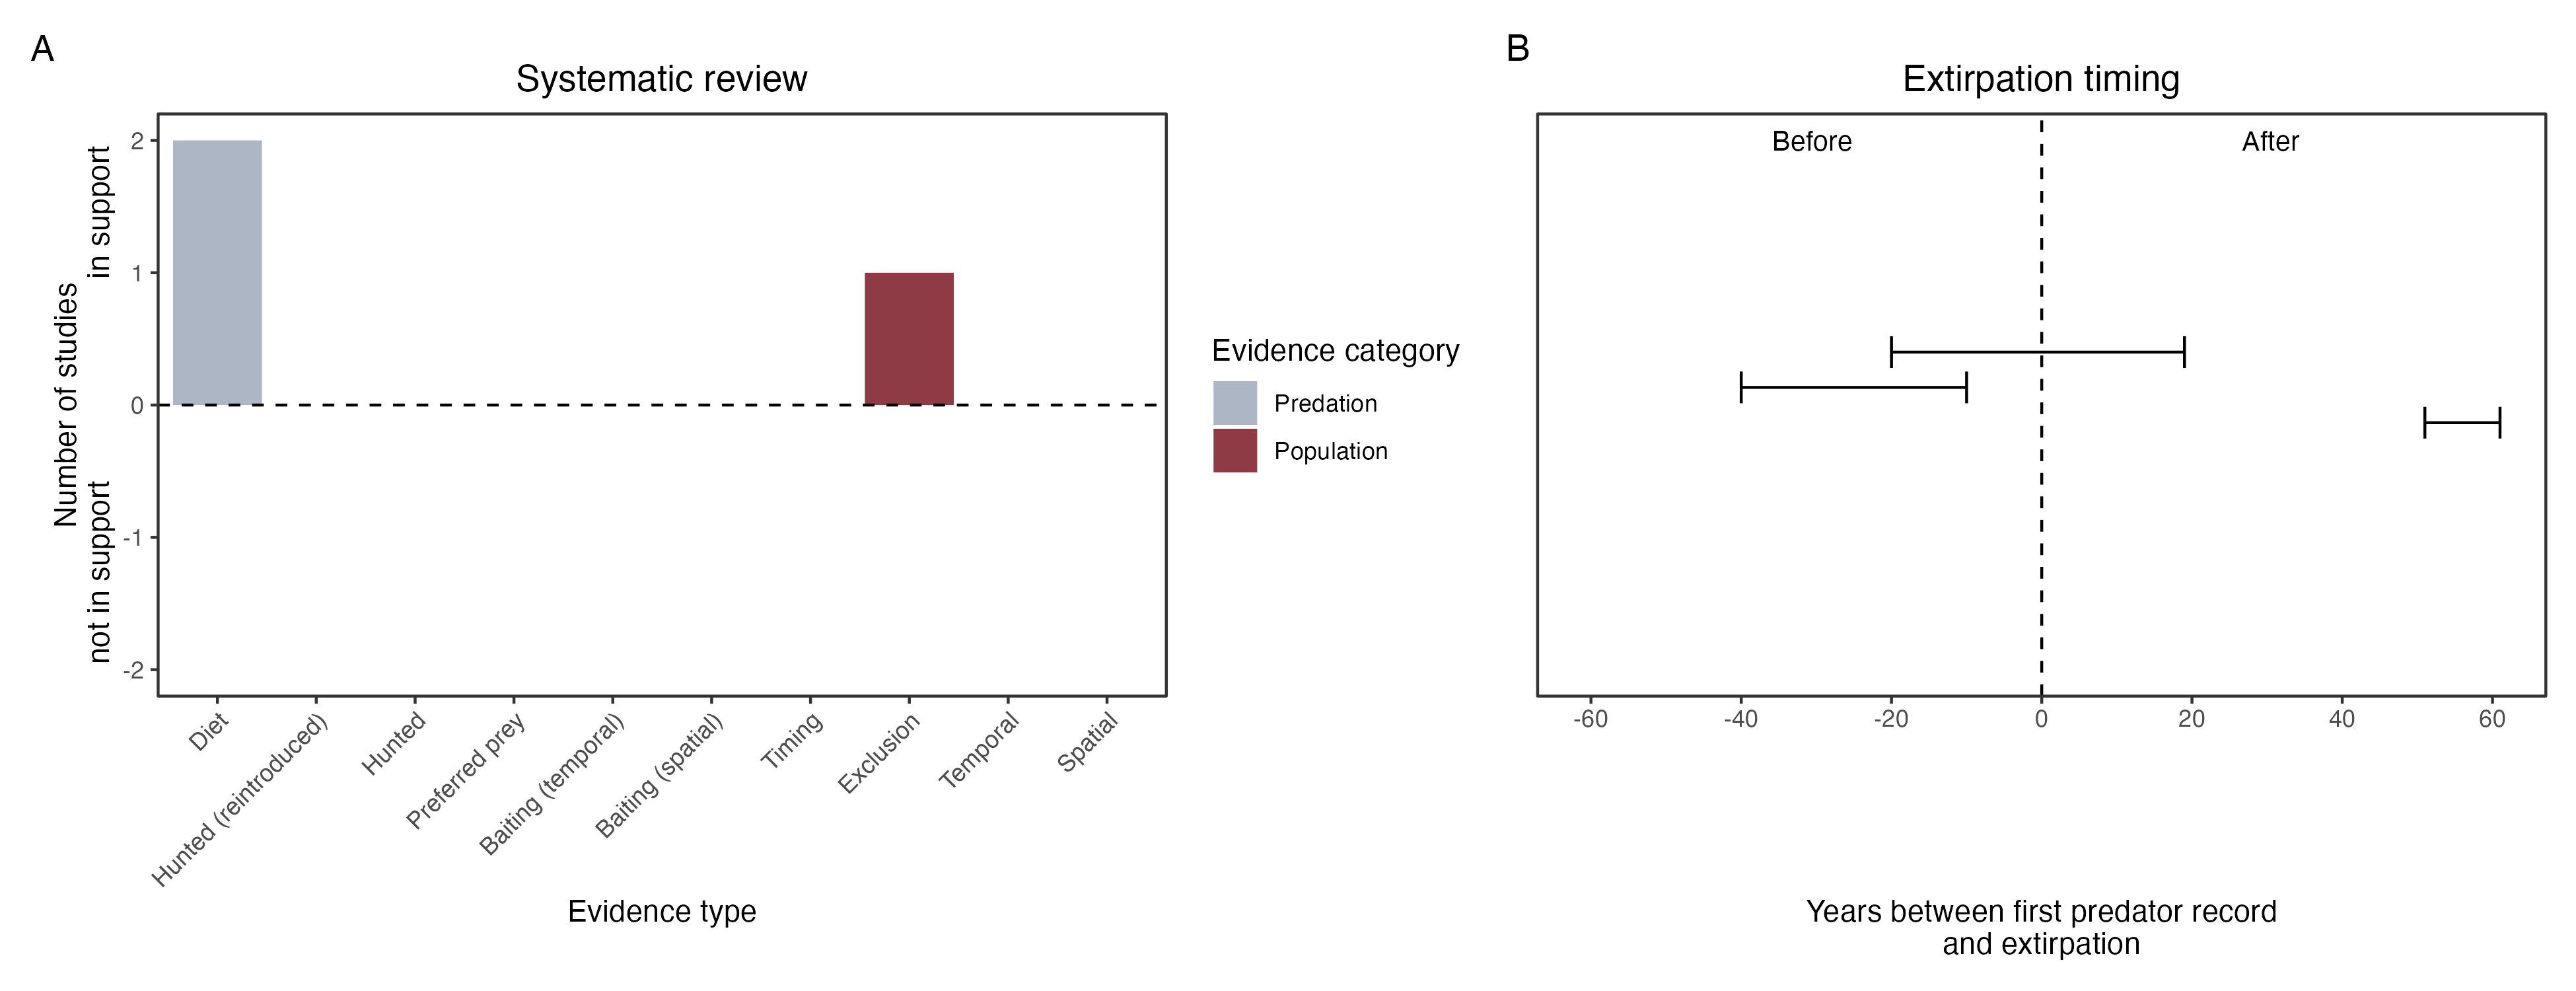 A
Systematic review
Number of studies
in support
not in support
2
1
0
-1
-2
Diet
Hunted (reintroduced)
Hunted
Preferred prey
Baiting (temporal)
Baiting (spatial)
Timing
Exclusion
Temporal
Spatial
Evidence type
Evidence category
Predation
Population
B
Extirpation timing
Before
After
-60
-40
-20
0
20
40
60
Years between first predator record
and extirpation